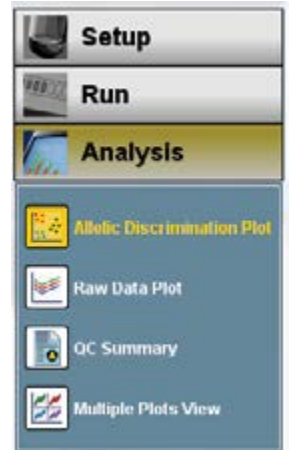 Setup
Run
Analysis
Allelic Discrimination Plot
Raw Data Plot
QC Summary
Multiple Plots View